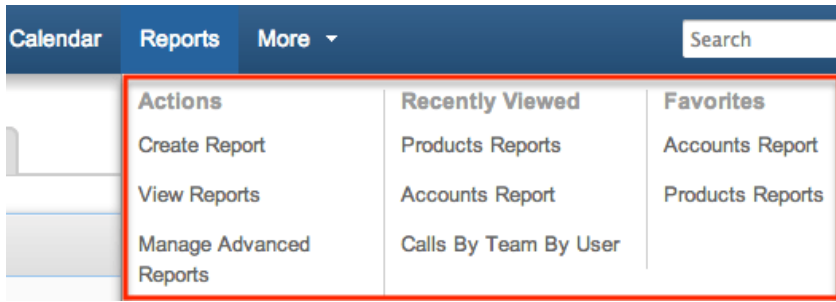 Calendar Reports More Search
Actions Recently Viewed Favorites
Create Report Products Reports Accounts Report
View Reports Accounts Report Products Reports
Manage Advanced Calls By Team By User
Reports